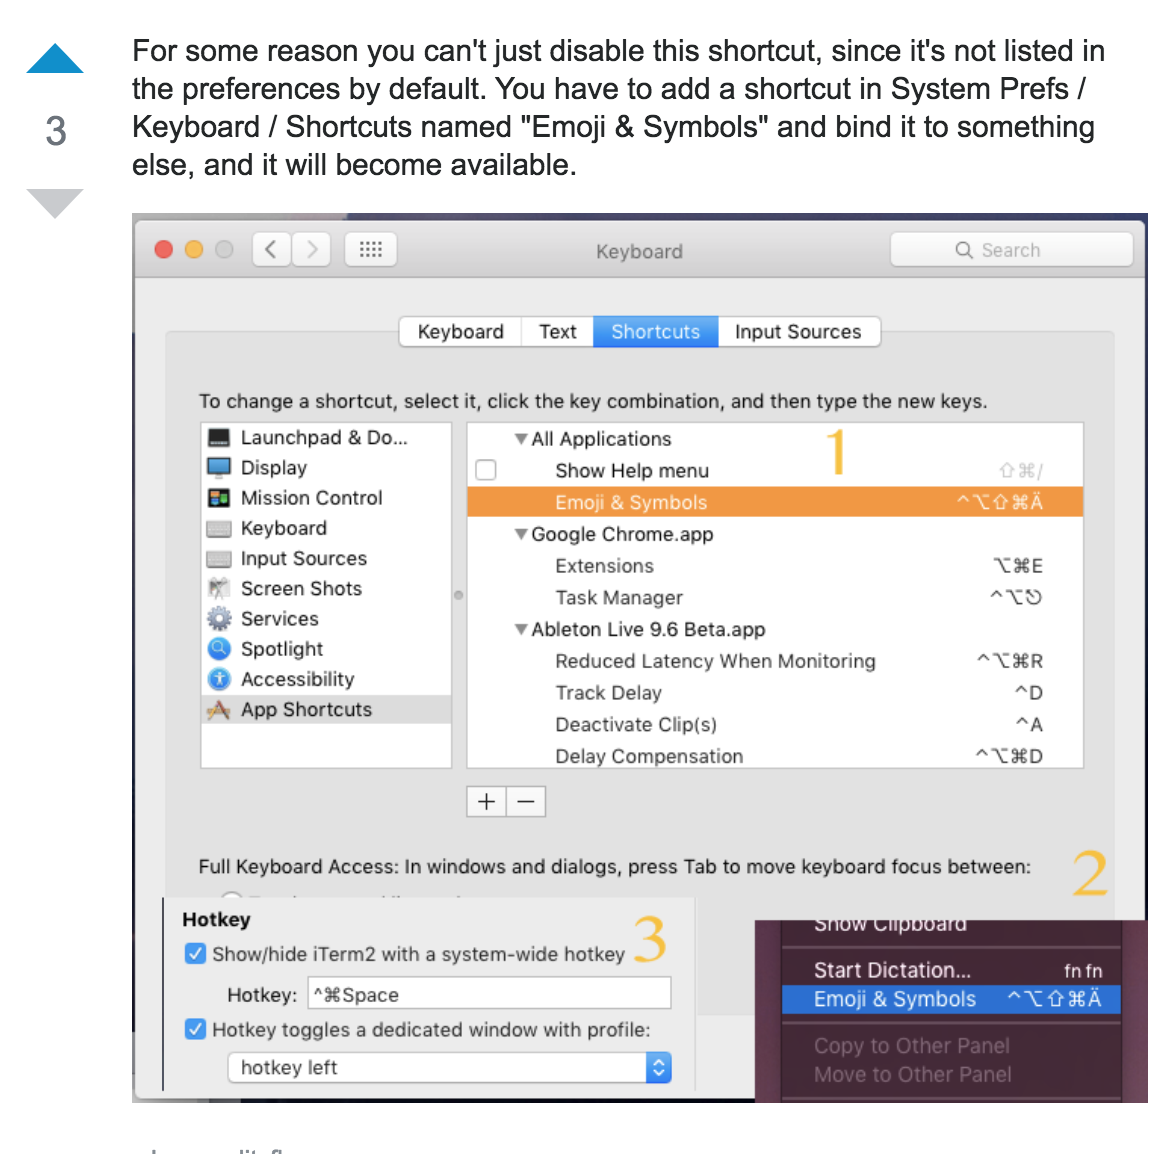 For some reason you can't just disable this shortcut, since it's not listed in
the preferences by default. You have to add a shortcut in System Prefs /
Keyboard / Shortcuts named "Emoji & Symbols" and bind it to something
else, and it will become available.
3
Keyboard
Search
Keyboard Text Shortcuts Input Sources
To change a shortcut, select it, click the key combination, and then type the new keys.
Launchpad & Do...
Display
Mission Control
Keyboard
Input Sources
Screen Shots
Services
Spotlight
Accessibility
App Shortcuts
1
▼All Applications
Show Help menu ⇧⌘/
Emoji & Symbols ^⌥⇧⌘Ä
▼Google Chrome.app
Extensions ⌥⌘E
Task Manager ^⌥⎋
▼Ableton Live 9.6 Beta.app
Reduced Latency When Monitoring ^⌥⌘R
Track Delay ^D
Deactivate Clip(s) ^A
Delay Compensation ^⌥⌘D
+ −
Full Keyboard Access: In windows and dialogs, press Tab to move keyboard focus between:
2
Hotkey
3
Show/hide iTerm2 with a system-wide hotkey
Hotkey: ^⌘Space
Hotkey toggles a dedicated window with profile:
hotkey left
Show Clipboard
Start Dictation... fn fn
Emoji & Symbols ^⌥⇧⌘Ä
Copy to Other Panel
Move to Other Panel